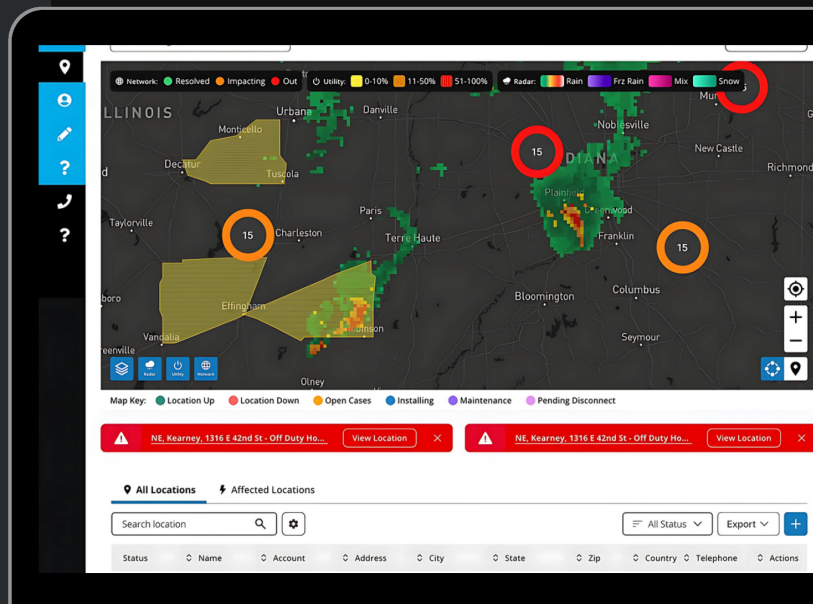 Network: Resolved Impacting Out
Utility: 0-10% 11-50% 51-100%
Radar: Rain Frz Rain Mix Snow
ILLINOIS
Urbana
Danville
Monticello
Decatur
Tuscola
Noblesville
New Castle
Richmond
15
INDIANA
Plainfield
Greenwood
Paris
Taylorville
15
Charleston
Terre Haute
Franklin
15
Bloomington
Columbus
Effingham
Robinson
Vandalia
Seymour
Olney
Radar
Utility
Network
Map Key: Location Up Location Down Open Cases Installing Maintenance Pending Disconnect
NE, Kearney, 1316 E 42nd St - Off Duty Ho... View Location
NE, Kearney, 1316 E 42nd St - Off Duty Ho... View Location
All Locations Affected Locations
Search location
All Status
Export
Status Name Account Address City State Zip Country Telephone Actions